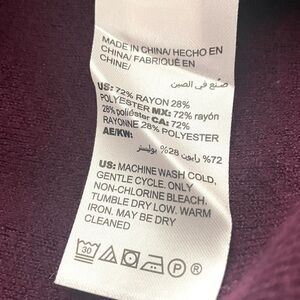 MADE IN CHINA/ HECHO EN
CHINA/ FABRIQUÉ EN
CHINE/
صنع في الصين
US: 72% RAYON 28%
POLYESTER MX: 72% rayón
28% poliéster CA: 72%
RAYONNE 28% POLYESTER
AE/KW:
72% رايون 28% بوليستر
US: MACHINE WASH COLD,
GENTLE CYCLE. ONLY
NON-CHLORINE BLEACH.
TUMBLE DRY LOW. WARM
IRON. MAY BE DRY
CLEANED
30
P
®